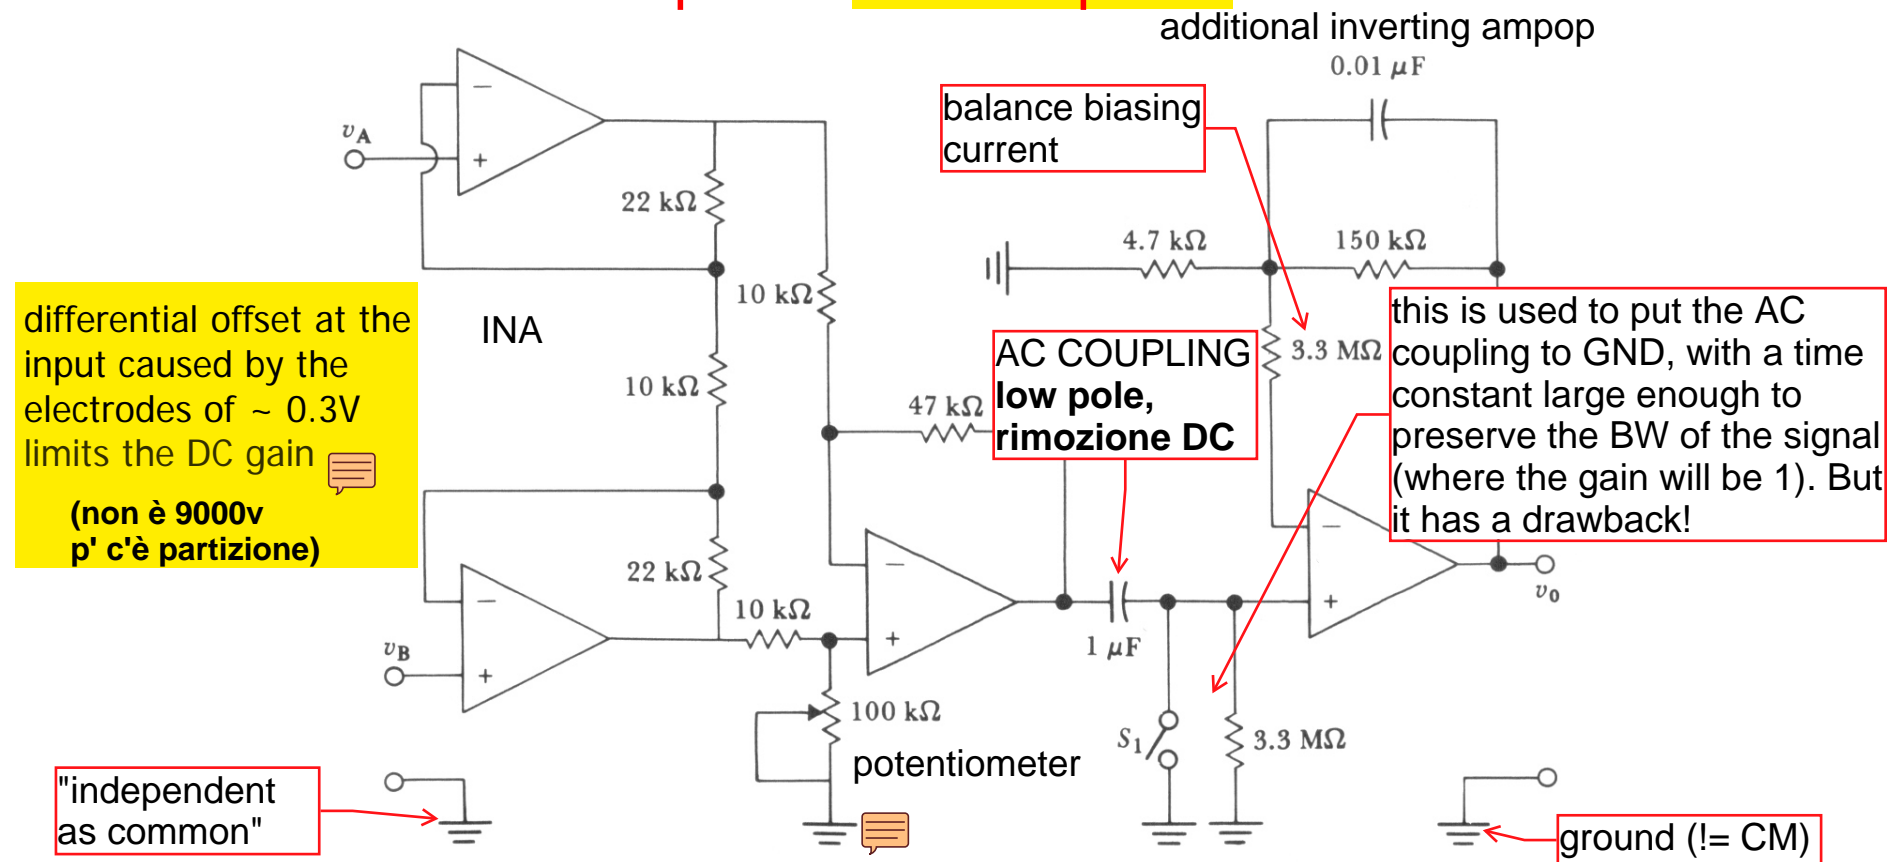 additional inverting ampop
0.01 μF
balance biasing
current
vA
−
+
22 kΩ
4.7 kΩ
150 kΩ
10 kΩ
differential offset at the
input caused by the
electrodes of ~ 0.3V
limits the DC gain
(non è 9000v
p' c'è partizione)
INA
10 kΩ
47 kΩ
AC COUPLING
low pole,
rimozione DC
3.3 MΩ
this is used to put the AC
coupling to GND, with a time
constant large enough to
preserve the BW of the signal
(where the gain will be 1). But
it has a drawback!
22 kΩ
10 kΩ
−
+
vB
−
+
1 μF
−
+
v0
100 kΩ
potentiometer
S1
3.3 MΩ
"independent
as common"
ground (!= CM)